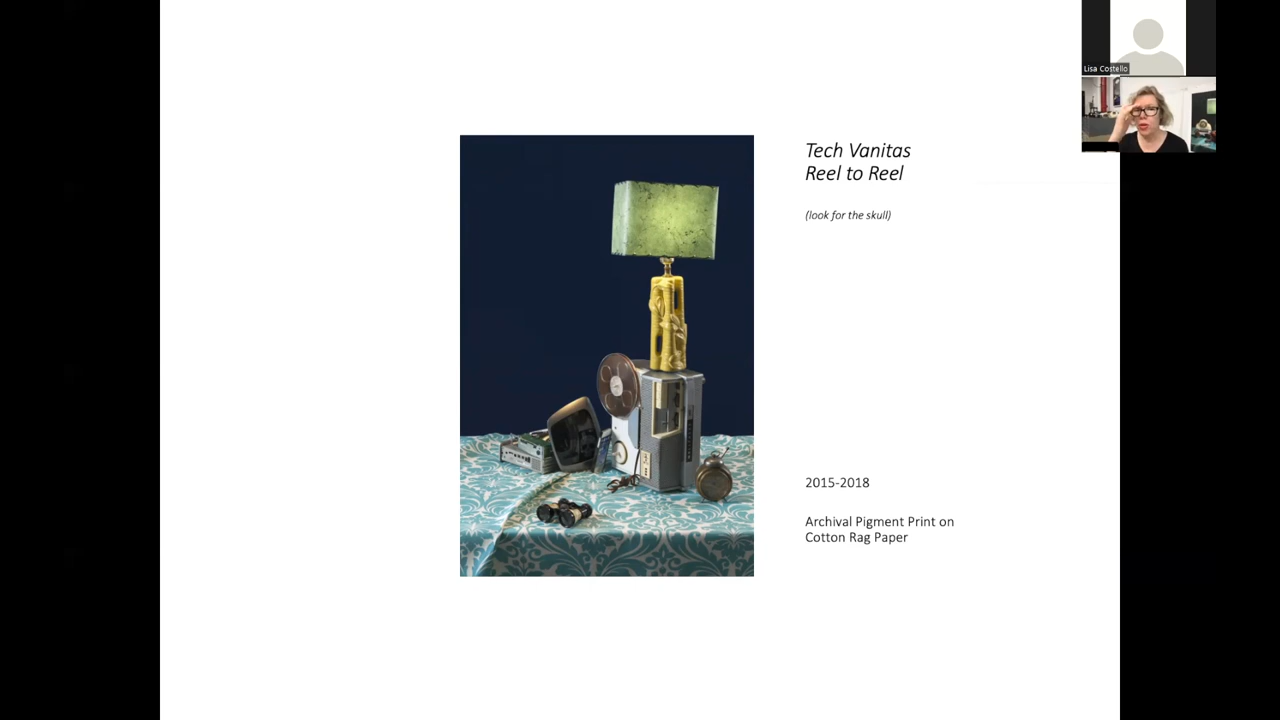 Lisa Costello
Tech Vanitas
Reel to Reel
(look for the skull)
2015-2018
Archival Pigment Print on
Cotton Rag Paper